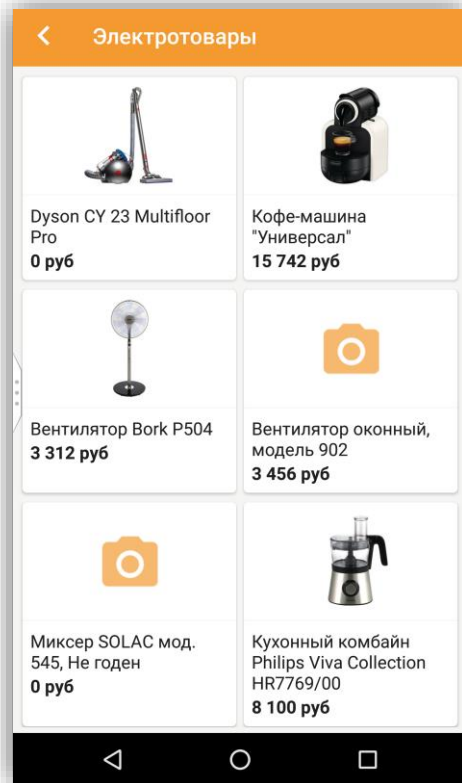 Электротовары
Dyson CY 23 Multifloor
Pro
0 руб
Кофе-машина
"Универсал"
15 742 руб
Вентилятор Bork P504
3 312 руб
Вентилятор оконный,
модель 902
3 456 руб
Миксер SOLAC мод.
545, Не годен
0 руб
Кухонный комбайн
Philips Viva Collection
HR7769/00
8 100 руб